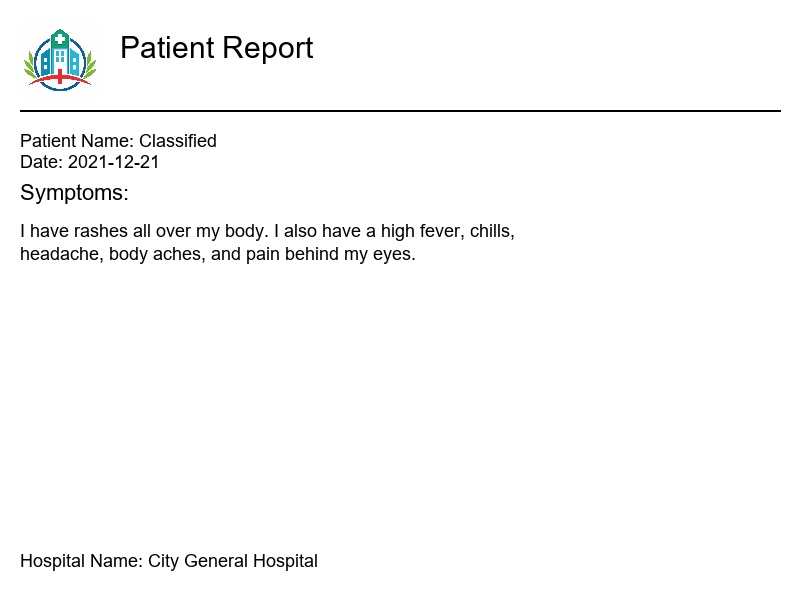 Patient Report
Patient Name: Classified
Date: 2021-12-21
Symptoms:
I have rashes all over my body. I also have a high fever, chills,
headache, body aches, and pain behind my eyes.
Hospital Name: City General Hospital